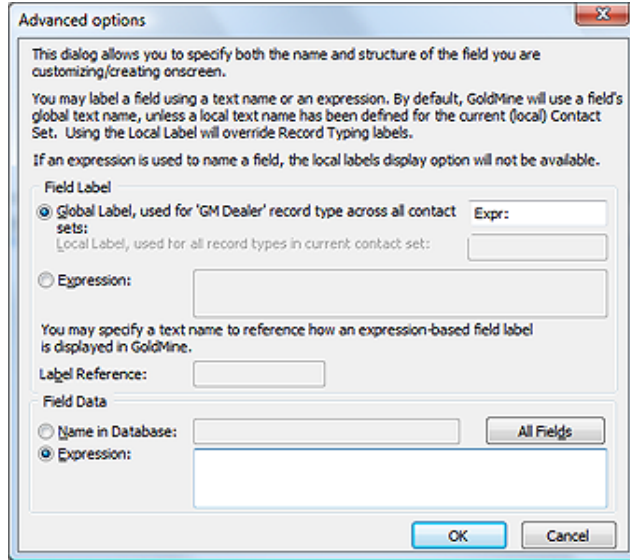 Advanced options
This dialog allows you to specify both the name and structure of the field you are
customizing/creating onscreen.
You may label a field using a text name or an expression. By default, GoldMine will use a field's
global text name, unless a local text name has been defined for the current (local) Contact
Set. Using the Local Label will override Record Typing labels.
If an expression is used to name a field, the local labels display option will not be available.
Field Label
Global Label, used for 'GM Dealer' record type across all contact
sets:
Expr:
Local Label, used for all record types in current contact set:
Expression:
You may specify a text name to reference how an expression-based field label
is displayed in GoldMine.
Label Reference:
Field Data
Name in Database:
All Fields
Expression:
OK
Cancel